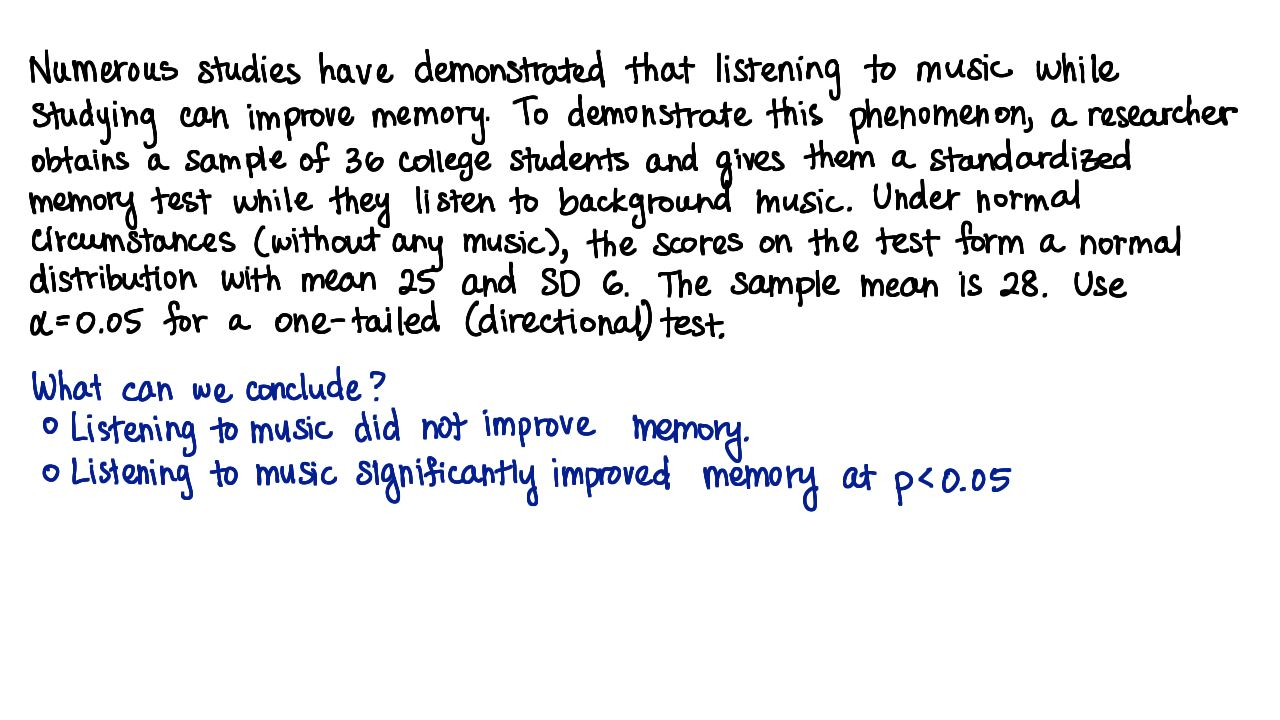 Numerous studies have demonstrated that listening to music while
studying can improve memory. To demonstrate this phenomenon, a researcher
obtains a sample of 36 college students and gives them a standardized
memory test while they listen to background music. Under normal
circumstances (without any music), the scores on the test form a normal
distribution with mean 25 and SD 6. The sample mean is 28. Use
α=0.05 for a one-tailed (directional) test.
What can we conclude?
o Listening to music did not improve memory.
o Listening to music significantly improved memory at p<0.05